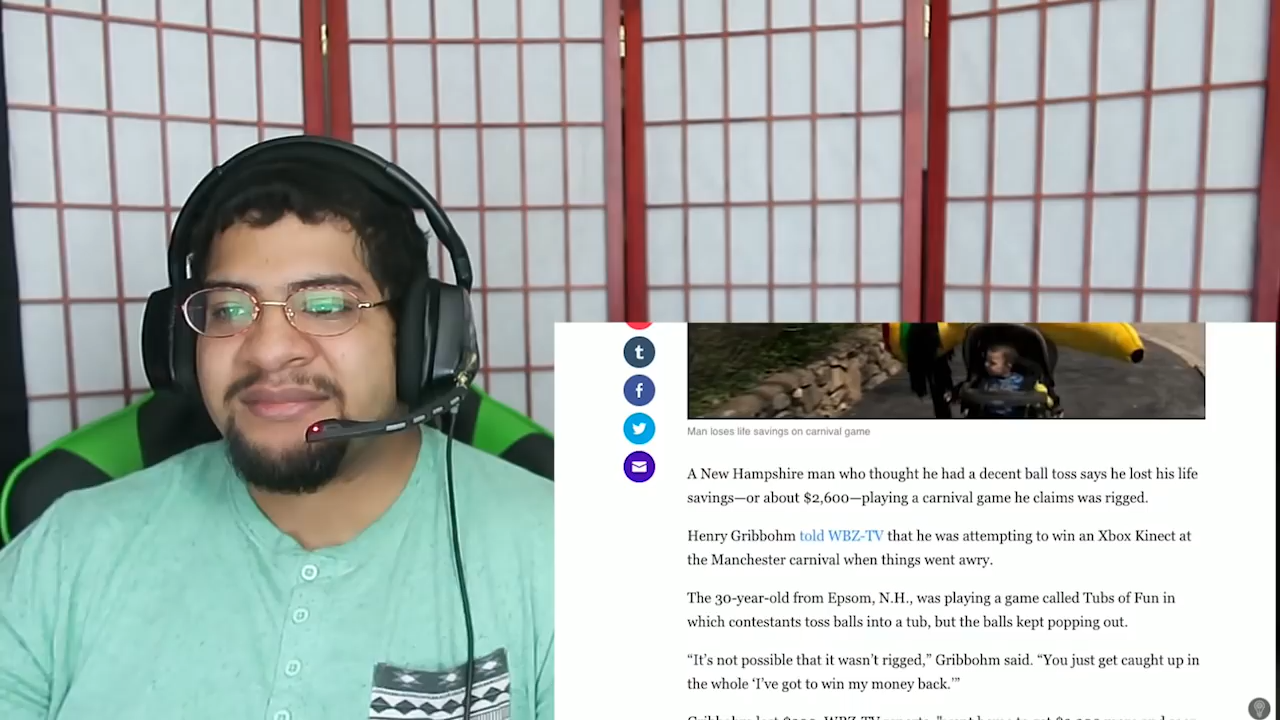 Man loses life savings on carnival game
A New Hampshire man who thought he had a decent ball toss says he lost his life
savings—or about $2,600—playing a carnival game he claims was rigged.
Henry Gribbohm told WBZ-TV that he was attempting to win an Xbox Kinect at
the Manchester carnival when things went awry.
The 30-year-old from Epsom, N.H., was playing a game called Tubs of Fun in
which contestants toss balls into a tub, but the balls kept popping out.
“It’s not possible that it wasn’t rigged,” Gribbohm said. “You just get caught up in
the whole ‘I’ve got to win my money back.’”